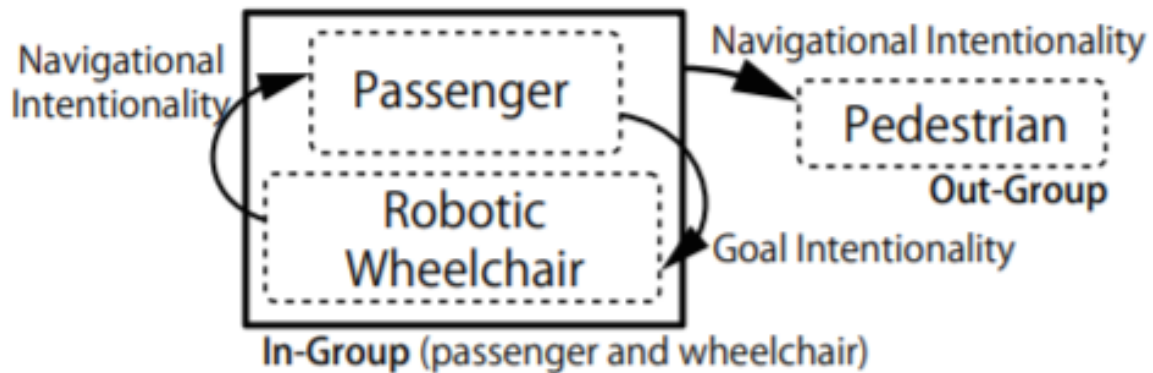 Navigational
Intentionality
Passenger
Navigational Intentionality
Pedestrian
Out-Group
Robotic
Wheelchair
Goal Intentionality
In-Group (passenger and wheelchair)